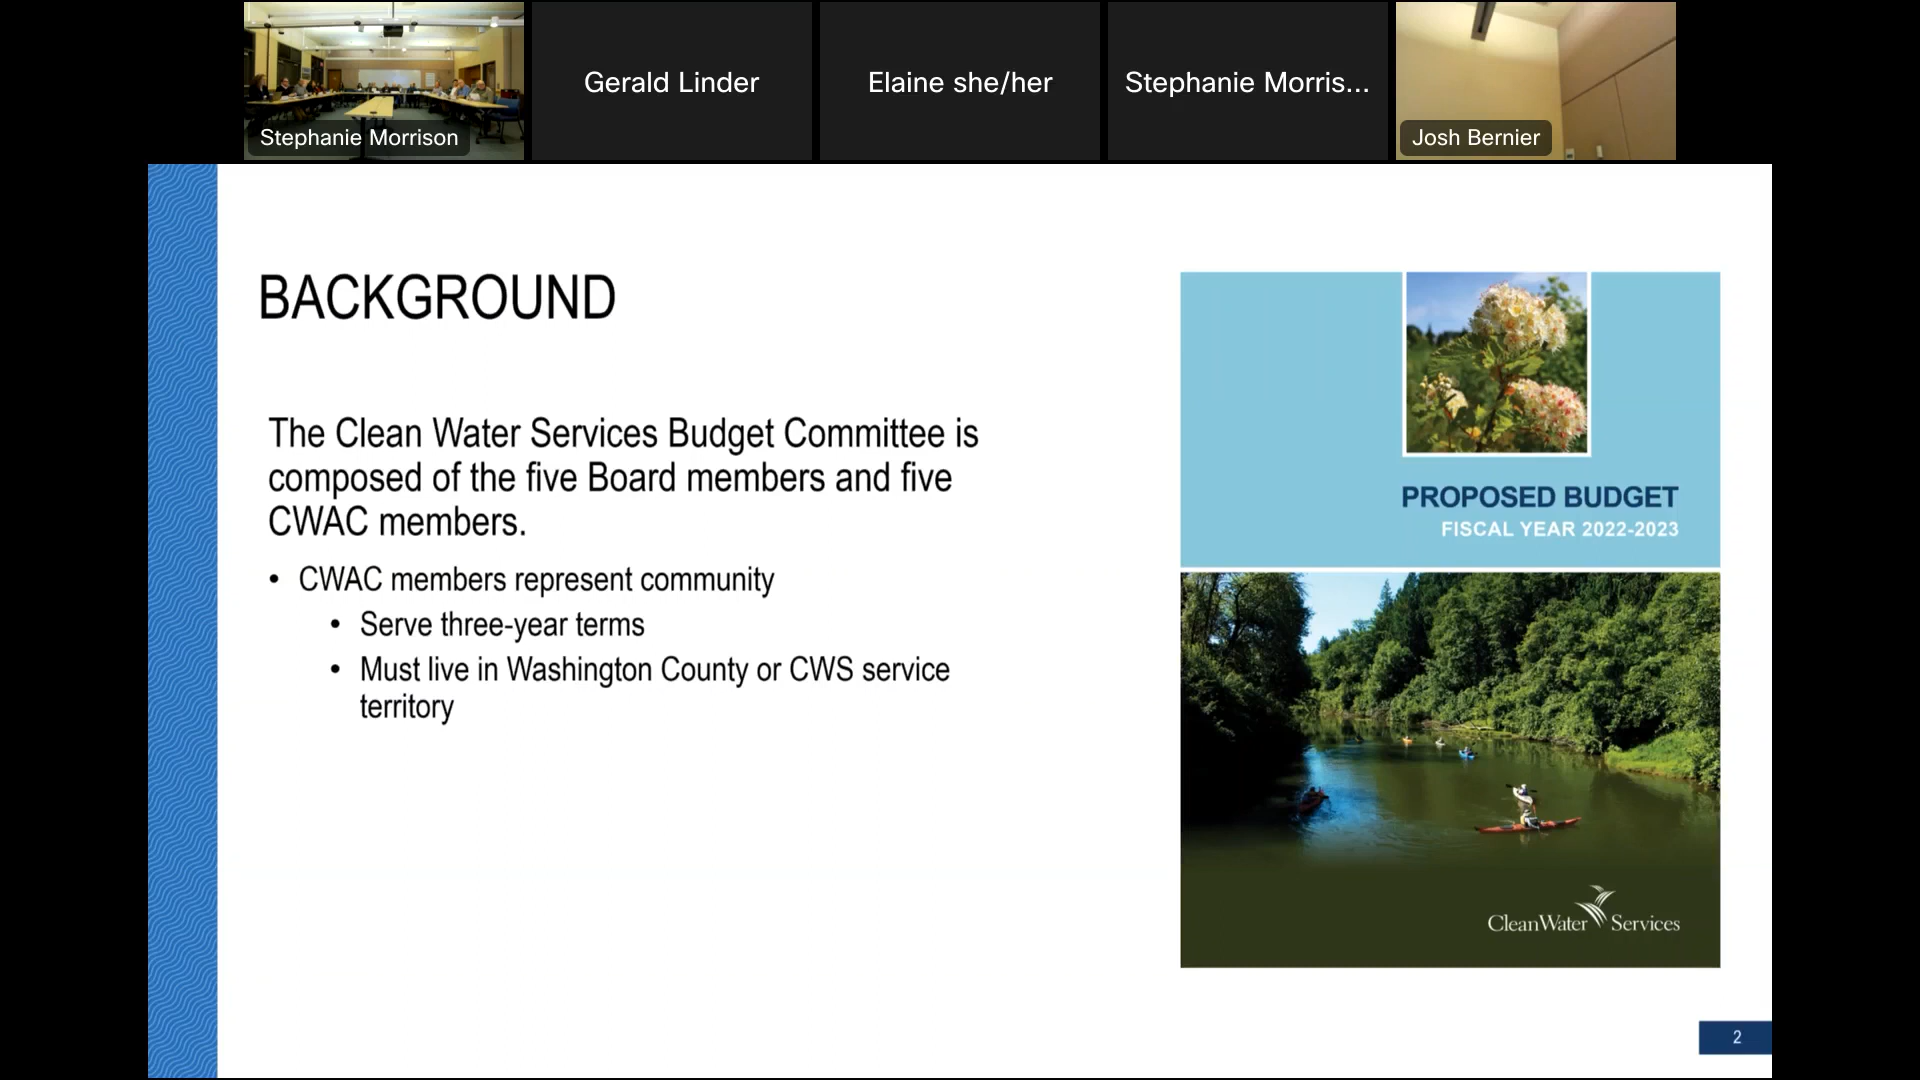 Stephanie Morrison
Gerald Linder
Elaine she/her
Stephanie Morris...
Josh Bernier
BACKGROUND
The Clean Water Services Budget Committee is
composed of the five Board members and five
CWAC members.
• CWAC members represent community
• Serve three-year terms
• Must live in Washington County or CWS service
territory
PROPOSED BUDGET
FISCAL YEAR 2022-2023
CleanWater Services
2